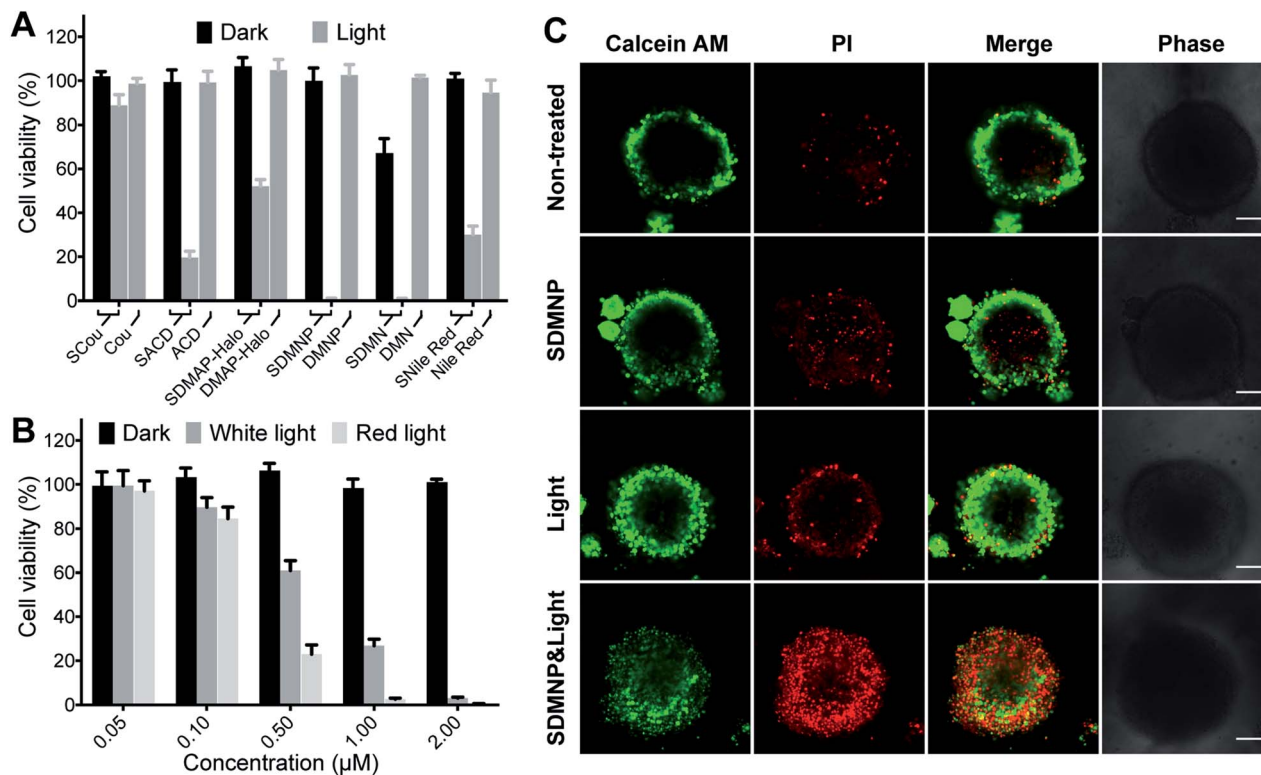 A
Dark
Light
Cell viability (%)
120
100
80
60
40
20
0
SCou
Cou
SACD
ACD
SDMAP-Halo
DMAP-Halo
SDMNP
DMNP
SDMN
DMN
SNile Red
Nile Red
B
Dark
White light
Red light
Cell viability (%)
120
100
80
60
40
20
0
0.05
0.10
0.50
1.00
2.00
Concentration (μM)
C
Calcein AM
PI
Merge
Phase
Non-treated
SDMNP
Light
SDMNP&Light